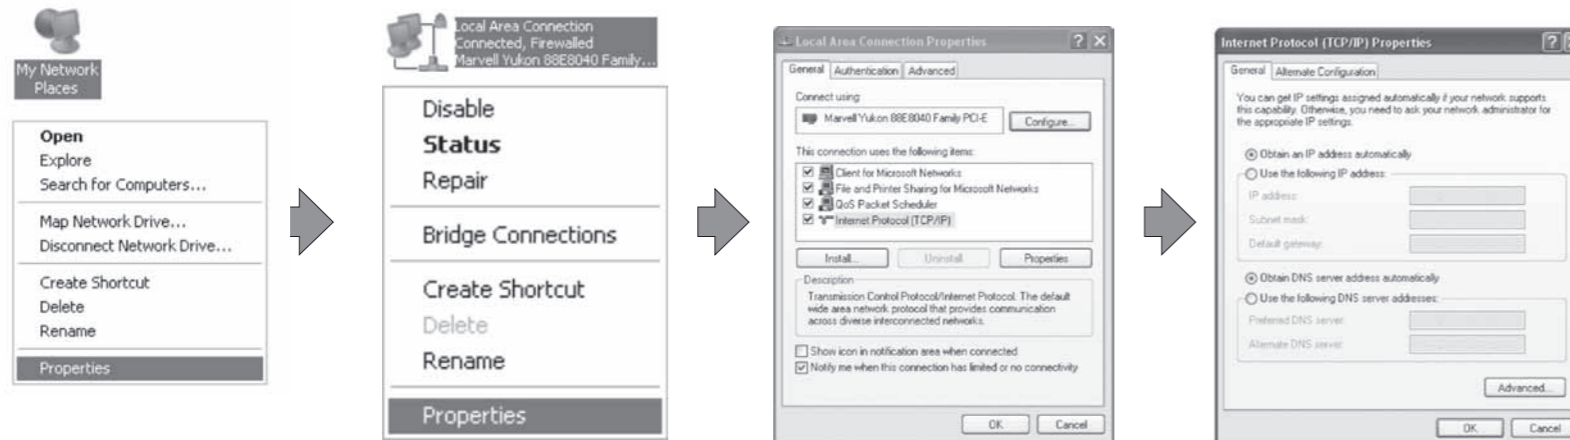 My Network
Places
Open
Explore
Search for Computers...
Map Network Drive...
Disconnect Network Drive...
Create Shortcut
Delete
Rename
Properties
Local Area Connection
Connected, Firewalled
Marvell Yukon 88E8040 Family...
Disable
Status
Repair
Bridge Connections
Create Shortcut
Delete
Rename
Properties
Local Area Connection Properties
General Authentication Advanced
Connect using:
Marvell Yukon 88E8040 Family PCI-E
Configure...
This connection uses the following items:
Client for Microsoft Networks
File and Printer Sharing for Microsoft Networks
QoS Packet Scheduler
Internet Protocol (TCP/IP)
Install... Uninstall Properties
Description
Transmission Control Protocol/Internet Protocol. The default
wide area network protocol that provides communication
across diverse interconnected networks.
Show icon in notification area when connected
Notify me when this connection has limited or no connectivity
OK Cancel
Internet Protocol (TCP/IP) Properties
General Alternate Configuration
You can get IP settings assigned automatically if your network supports
this capability. Otherwise, you need to ask your network administrator for
the appropriate IP settings.
Obtain an IP address automatically
Use the following IP address:
IP address:
Subnet mask:
Default gateway:
Obtain DNS server address automatically
Use the following DNS server addresses:
Preferred DNS server:
Alternate DNS server:
Advanced...
OK Cancel